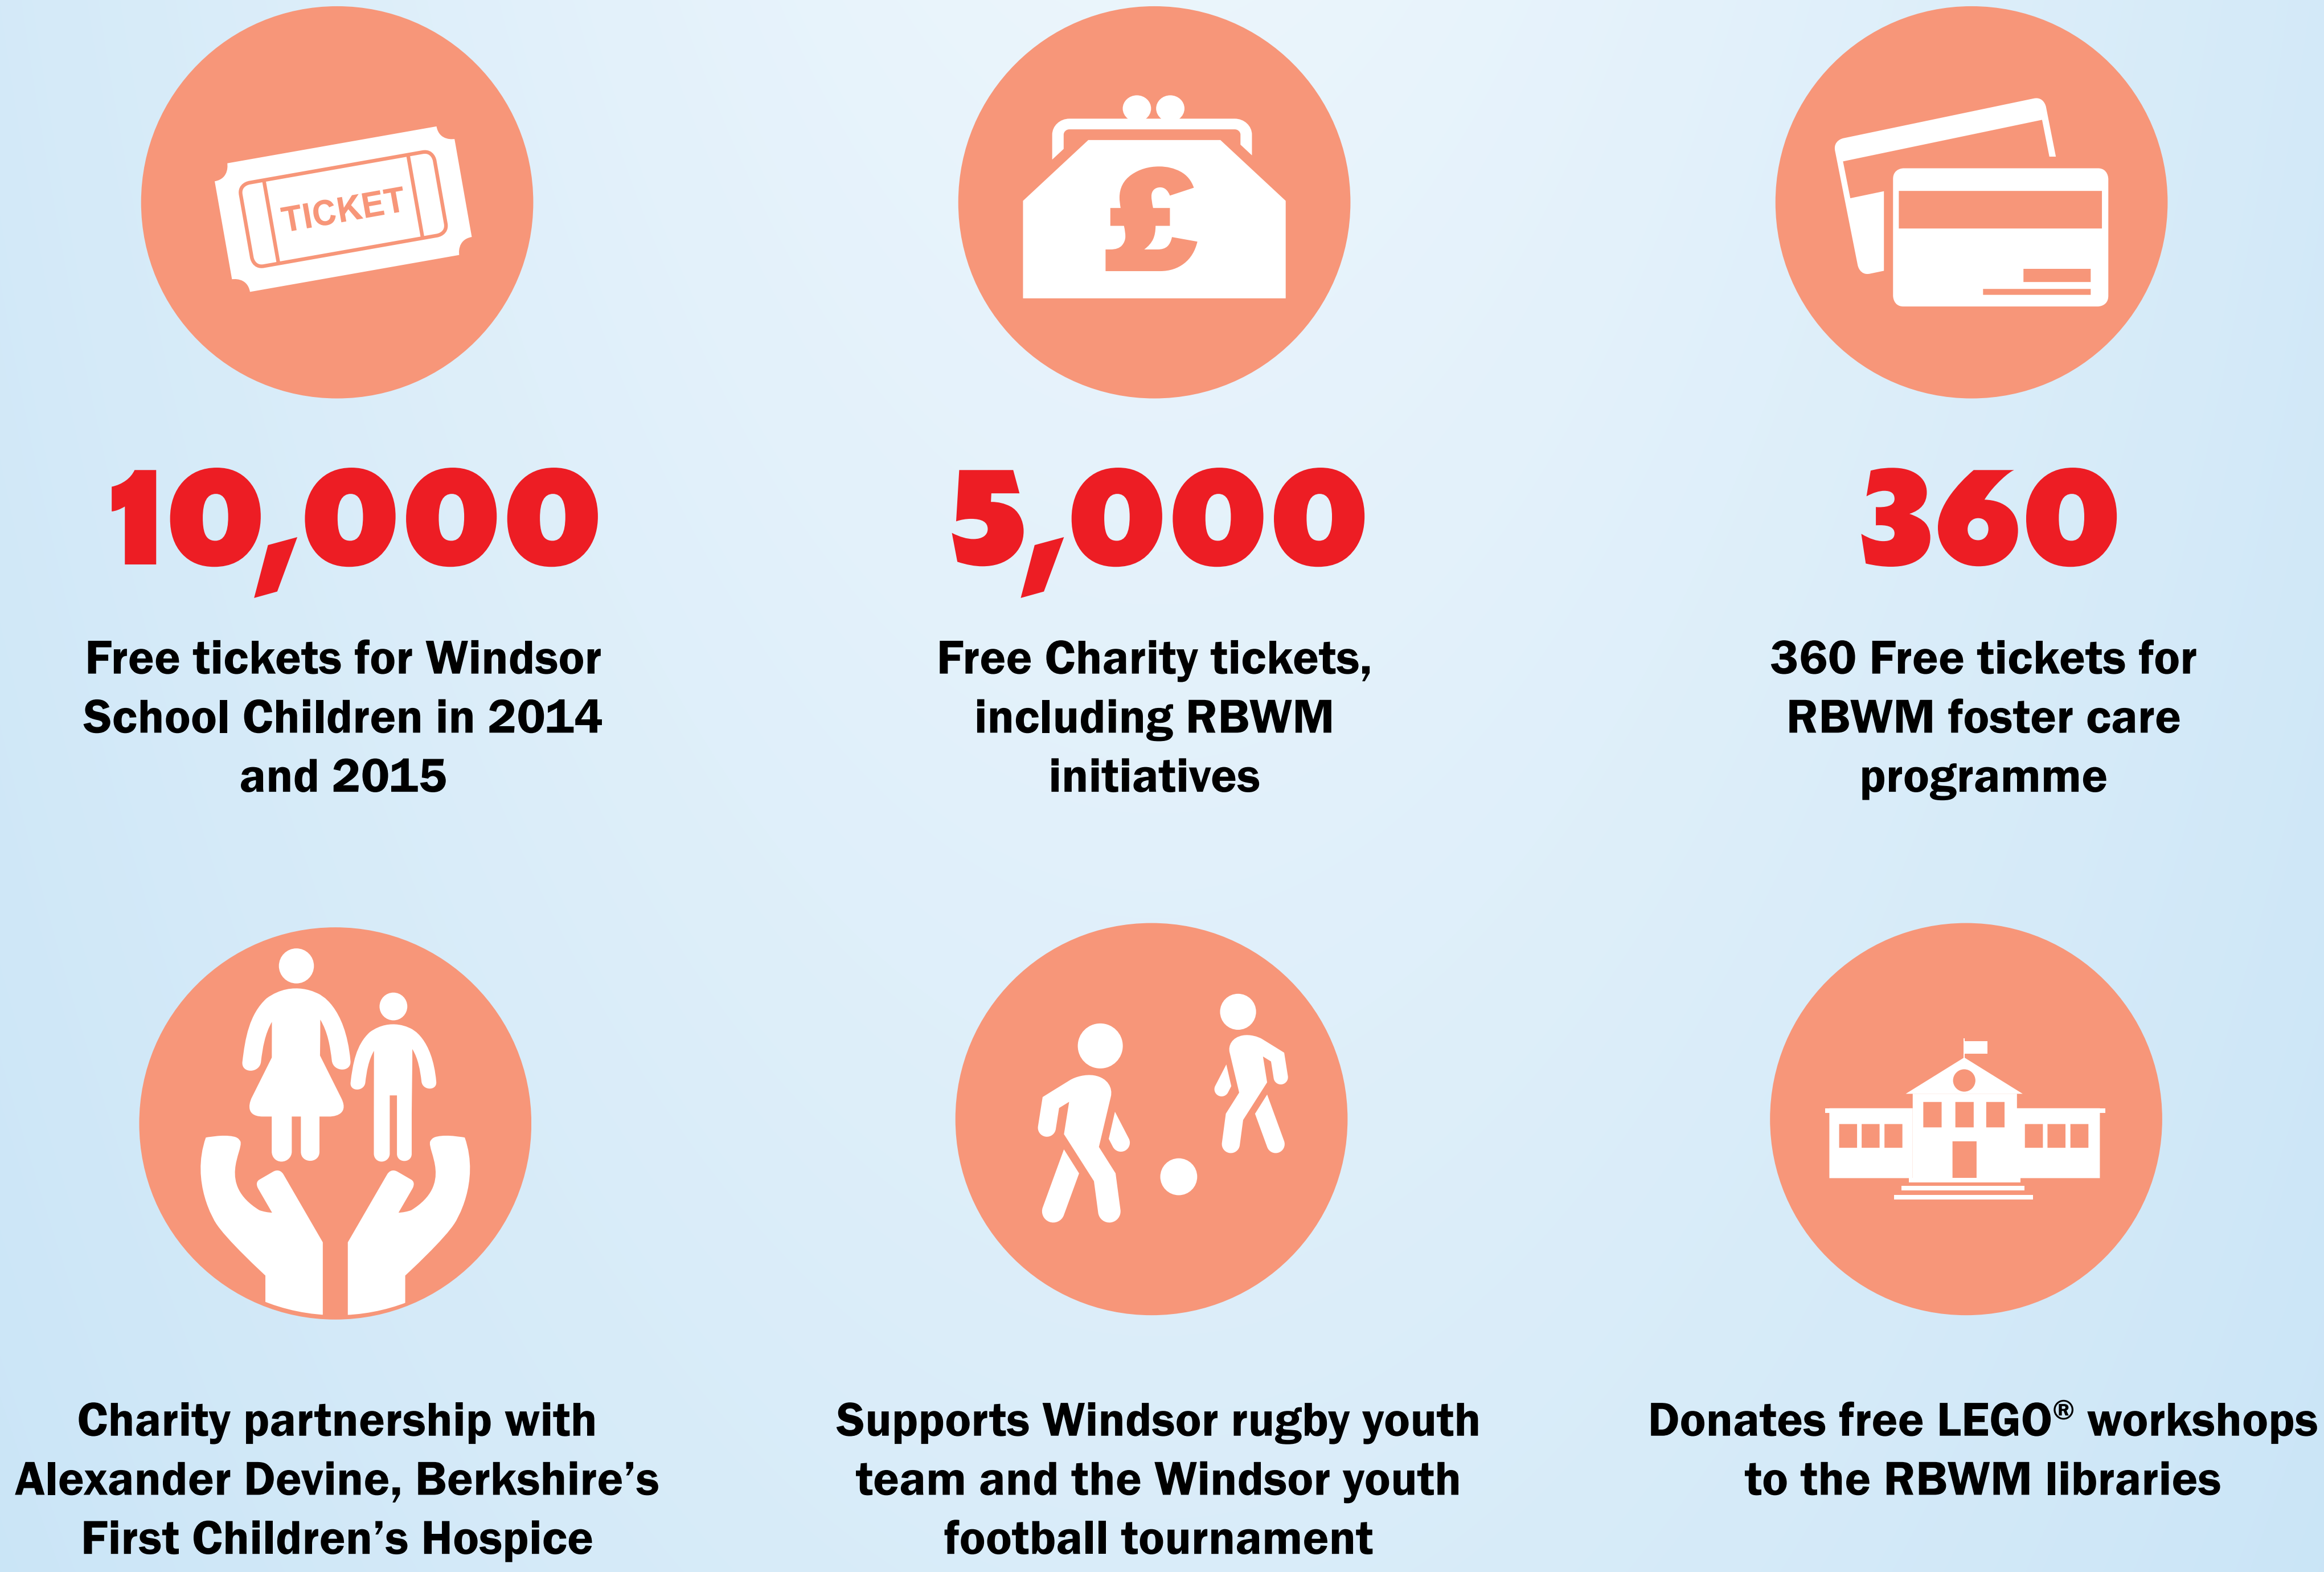 TICKET
£
10,000
Free tickets for Windsor
School Children in 2014
and 2015
5,000
Free Charity tickets,
including RBWM
initiatives
360
360 Free tickets for
RBWM foster care
programme
Charity partnership with
Alexander Devine, Berkshire’s
First Children’s Hospice
Supports Windsor rugby youth
team and the Windsor youth
football tournament
Donates free LEGO® workshops
to the RBWM libraries